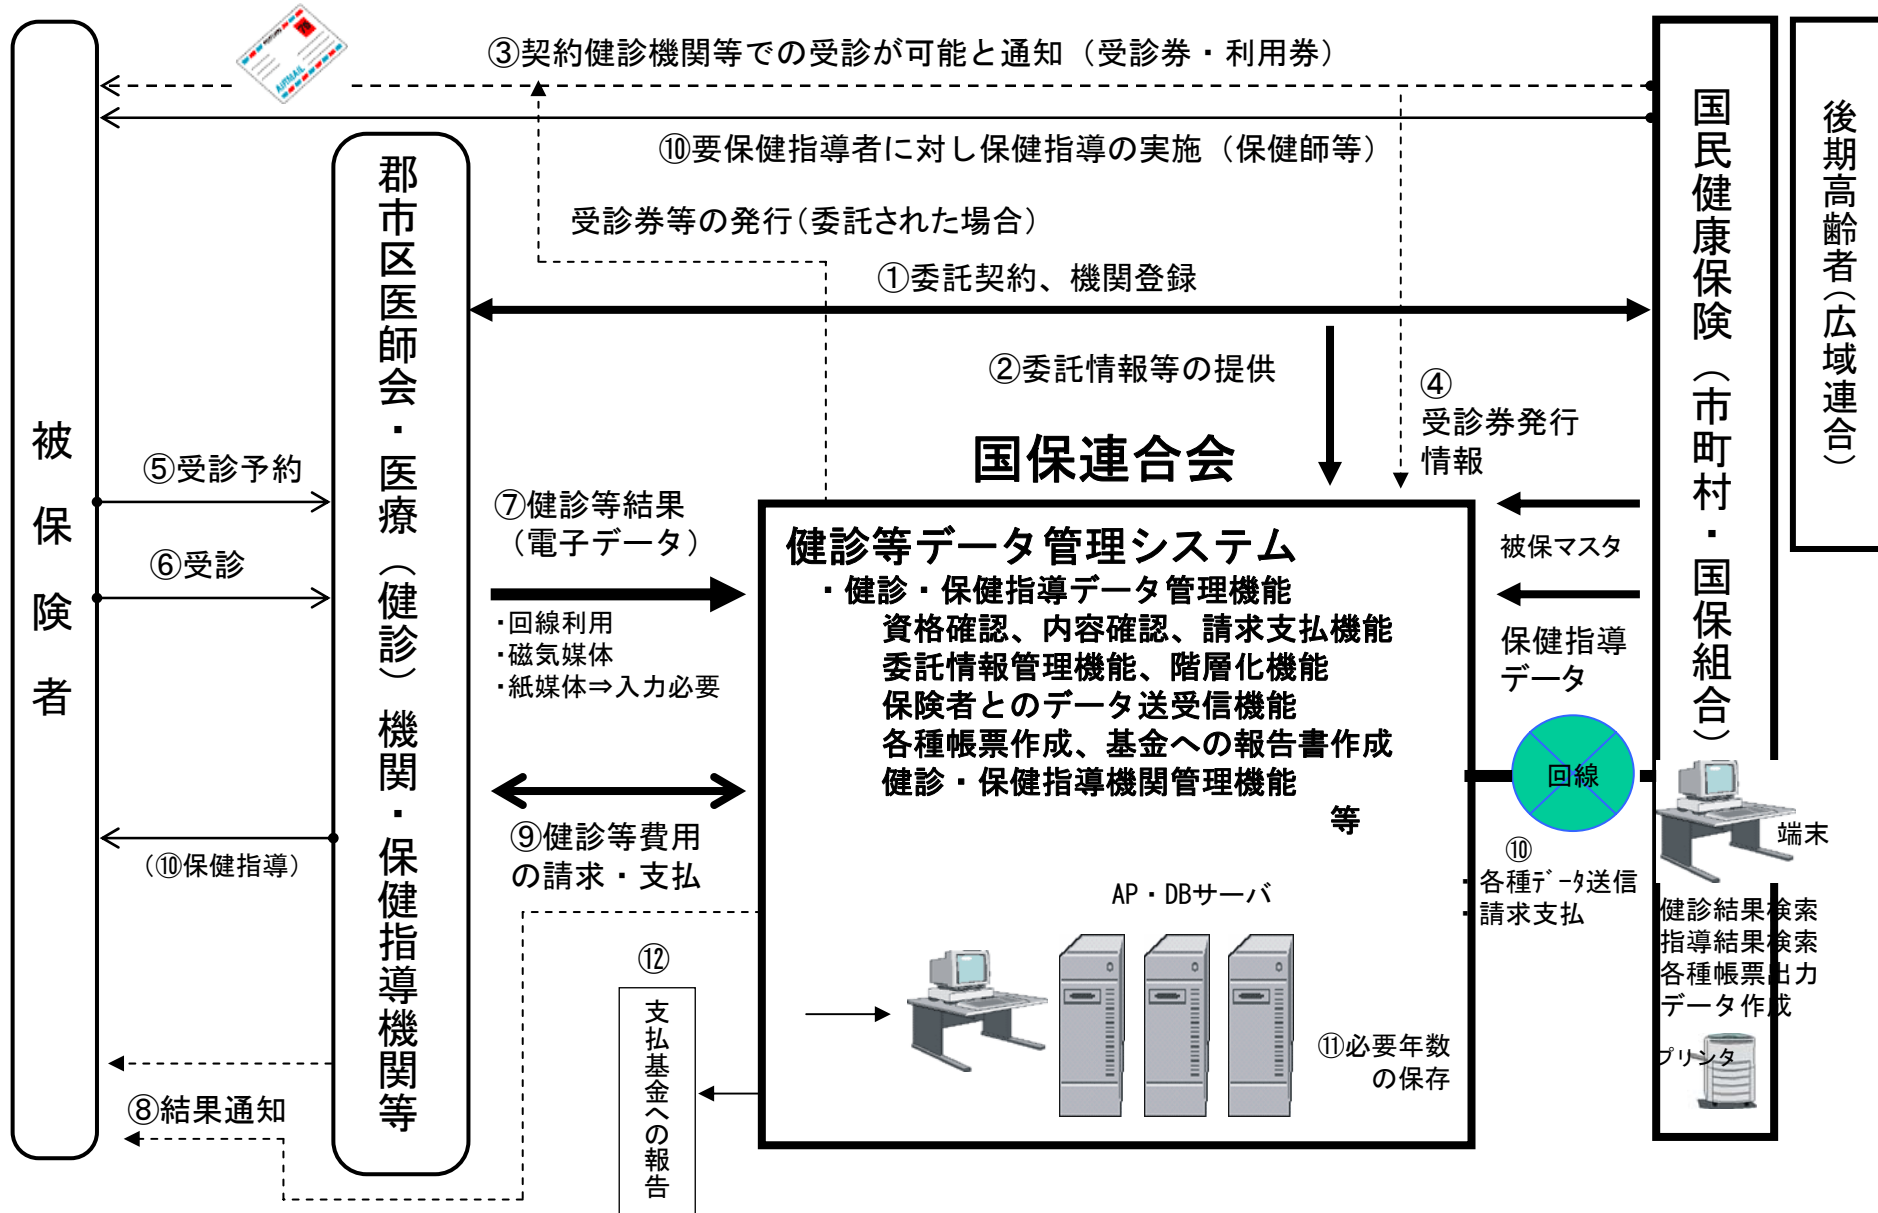 ③契約健診機関等での受診が可能と通知（受診券・利用券）
⑩要保健指導者に対し保健指導の実施（保健師等）
受診券等の発行（委託された場合）
①委託契約、機関登録
②委託情報等の提供
④
受診券発行
情報
被保険者
郡市区医師会・医療（健診）機関・保健指導機関等
国民健康保険（市町村・国保組合）
後期高齢者（広域連合）
⑤受診予約
⑥受診
⑦健診等結果
（電子データ）
・回線利用
・磁気媒体
・紙媒体⇒入力必要
国保連合会
健診等データ管理システム
・健診・保健指導データ管理機能
資格確認、内容確認、請求支払機能
委託情報管理機能、階層化機能
保険者とのデータ送受信機能
各種帳票作成、基金への報告書作成
健診・保健指導機関管理機能
等
被保マスタ
保健指導
データ
回線
端末
⑨健診等費用
の請求・支払
（⑩保健指導）
⑩
・各種ﾃﾞｰﾀ送信
・請求支払
AP・DBサーバ
⑪必要年数
の保存
健診結果検索
指導結果検索
各種帳票出力
データ作成
プリンタ
⑫
支払基金への報告
⑧結果通知
AIRMAIL